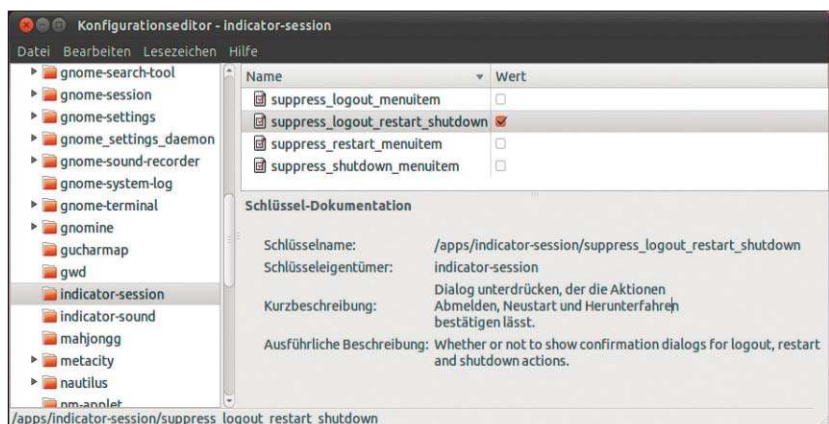 Konfigurationseditor - indicator-session
Datei Bearbeiten Lesezeichen Hilfe
gnome-search-tool
gnome-session
gnome-settings
gnome_settings_daemon
gnome-sound-recorder
gnome-system-log
gnome-terminal
gnomine
gucharmap
gwd
indicator-session
indicator-sound
mahjongg
metacity
nautilus
nm-applet
Name Wert
suppress_logout_menuitem
suppress_logout_restart_shutdown
suppress_restart_menuitem
suppress_shutdown_menuitem
Schlüssel-Dokumentation
Schlüsselname: /apps/indicator-session/suppress_logout_restart_shutdown
Schlüsseleigentümer: indicator-session
Kurzbeschreibung: Dialog unterdrücken, der die Aktionen
Abmelden, Neustart und Herunterfahren
bestätigen lässt.
Ausführliche Beschreibung: Whether or not to show confirmation dialogs for logout, restart
and shutdown actions.
/apps/indicator-session/suppress_logout_restart_shutdown